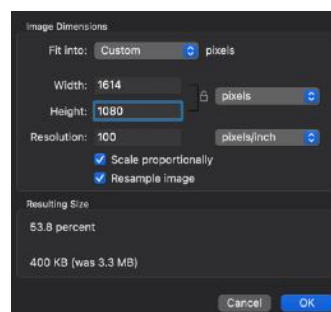 Image Dimensions
Fit into: Custom pixels
Width: 1614
pixels
Height: 1080
Resolution: 100 pixels/inch
Scale proportionally
Resample image
Resulting Size
53.8 percent
400 KB (was 3.3 MB)
Cancel OK